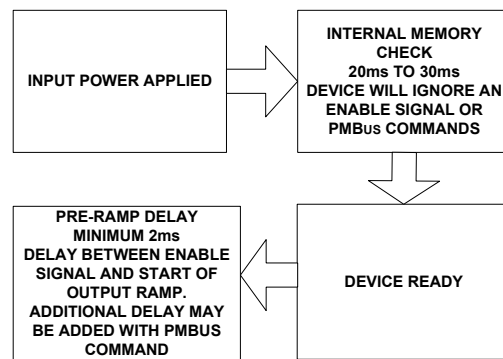 INPUT POWER APPLIED
INTERNAL MEMORY
CHECK
20ms TO 30ms
DEVICE WILL IGNORE AN
ENABLE SIGNAL OR
PMBUS COMMANDS
PRE-RAMP DELAY
MINIMUM 2ms
DELAY BETWEEN ENABLE
SIGNAL AND START OF
OUTPUT RAMP.
ADDITIONAL DELAY MAY
BE ADDED WITH PMBUS
COMMAND
DEVICE READY